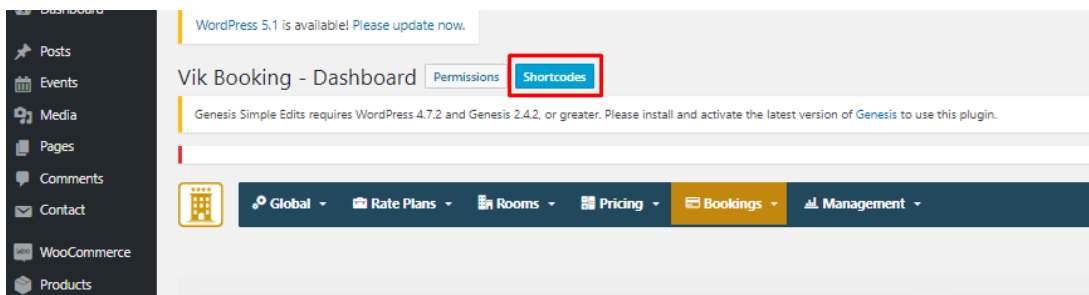 Dashboard
WordPress 5.1 is available! Please update now.
Posts
Vik Booking - Dashboard Permissions Shortcodes
Events
Media
Genesis Simple Edits requires WordPress 4.7.2 and Genesis 2.4.2, or greater. Please install and activate the latest version of Genesis to use this plugin.
Pages
Comments
Contact
Global Rate Plans Rooms Pricing Bookings Management
Woo WooCommerce
Products